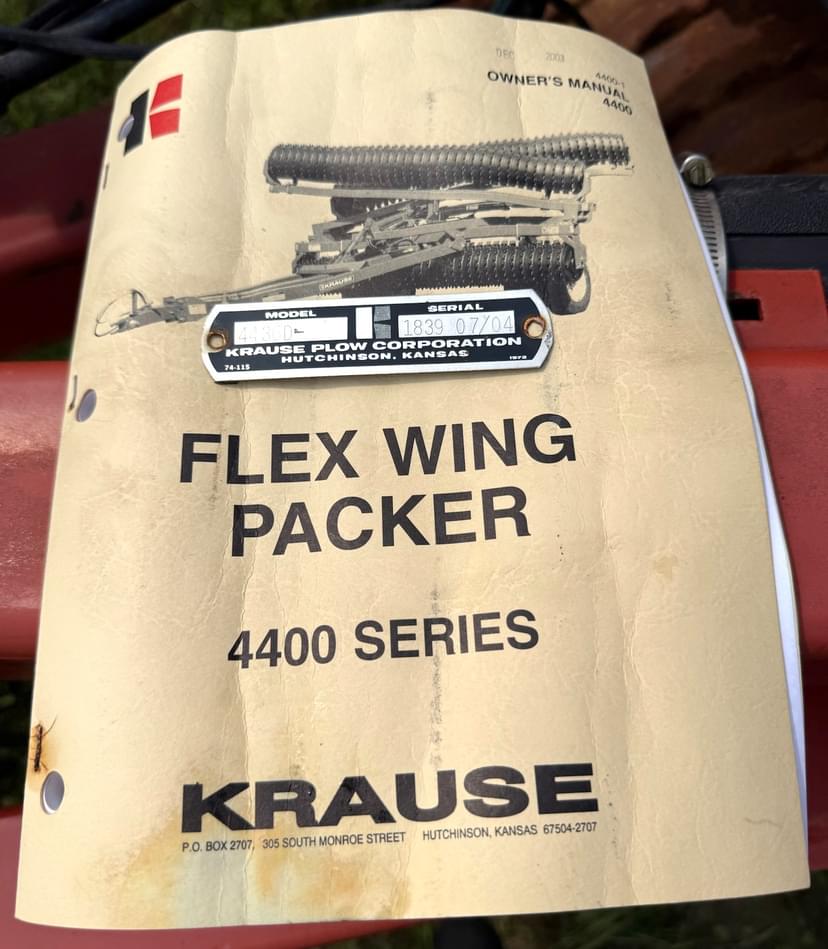 DEC 2003
4400-1
OWNER'S MANUAL
4400
KRAUSE
MODEL SERIAL
1839 07/04
KRAUSE PLOW CORPORATION
HUTCHINSON, KANSAS
74-115 1973
FLEX WING
PACKER
4400 SERIES
KRAUSE
P.O. BOX 2707, 305 SOUTH MONROE STREET HUTCHINSON, KANSAS 67504-2707